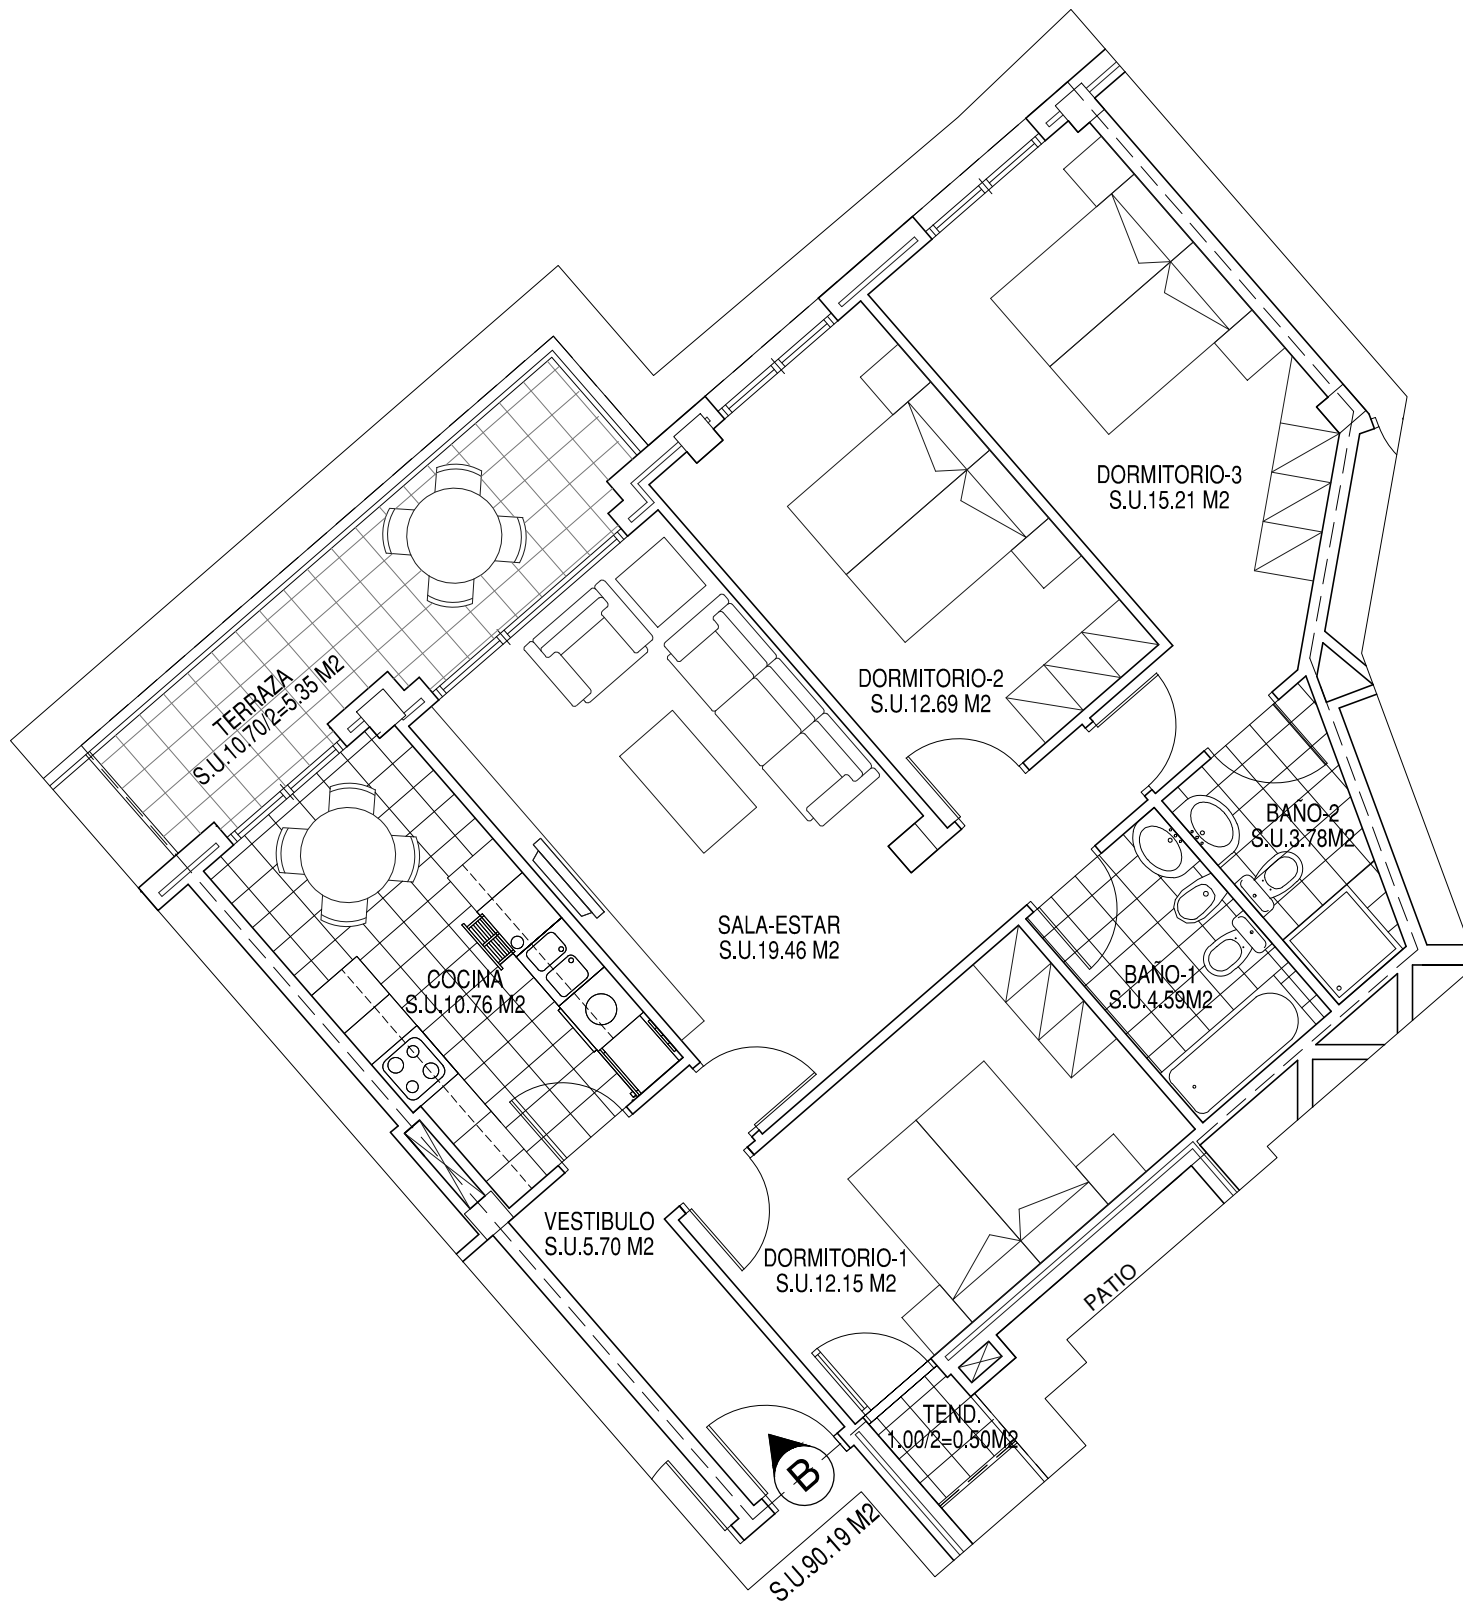 DORMITORIO-3
S.U.15.21 M2
TERRAZA
S.U.10.70/2=5.35 M2
DORMITORIO-2
S.U.12.69 M2
BAÑO-2
S.U.3.78M2
SALA-ESTAR
S.U.19.46 M2
COCINA
S.U.10.76 M2
BAÑO-1
S.U.4.59M2
VESTIBULO
S.U.5.70 M2
DORMITORIO-1
S.U.12.15 M2
PATIO
TEND.
1.00/2=0.50M2
B
S.U.90.19 M2